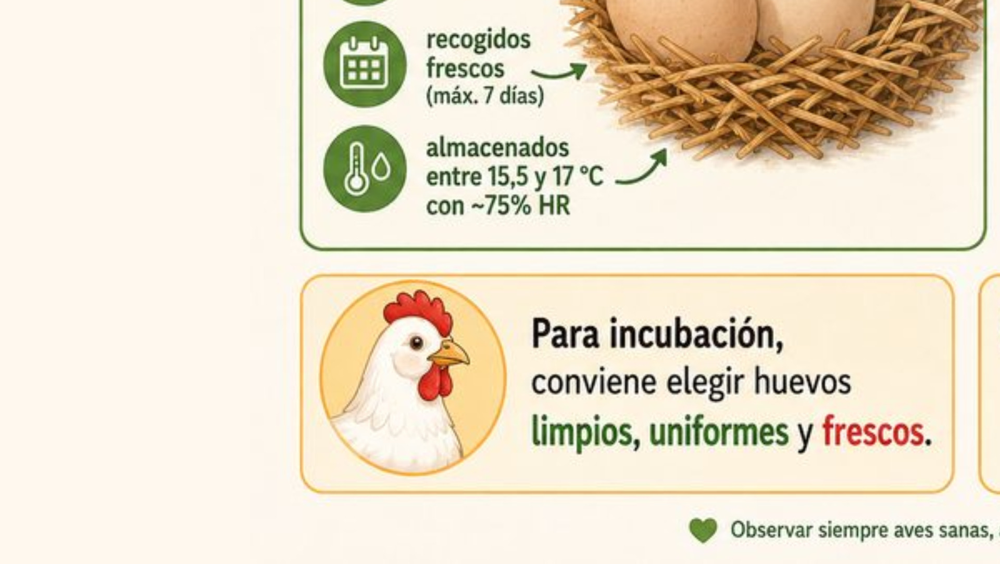 recogidos
frescos
(máx. 7 días)
almacenados
entre 15,5 y 17 °C
con ~75% HR
Para incubación,
conviene elegir huevos
limpios, uniformes y frescos.
Observar siempre aves sanas,